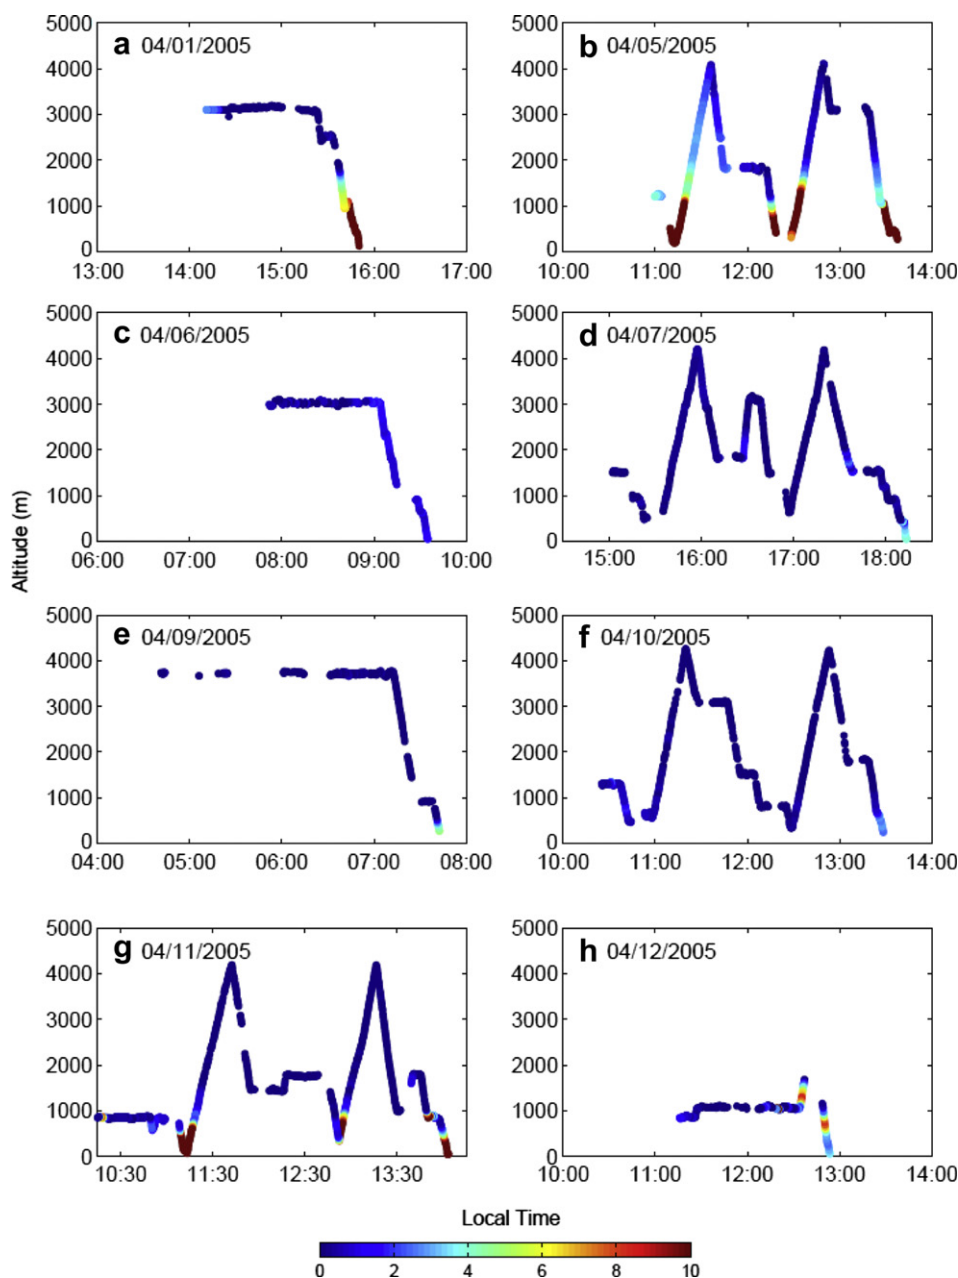 a 04/01/2005
5000
4000
3000
2000
1000
0
13:00 14:00 15:00 16:00 17:00
b 04/05/2005
5000
4000
3000
2000
1000
0
10:00 11:00 12:00 13:00 14:00
c 04/06/2005
5000
4000
3000
2000
1000
0
06:00 07:00 08:00 09:00 10:00
d 04/07/2005
5000
4000
3000
2000
1000
0
15:00 16:00 17:00 18:00
Altitude (m)
e 04/09/2005
5000
4000
3000
2000
1000
0
04:00 05:00 06:00 07:00 08:00
f 04/10/2005
5000
4000
3000
2000
1000
0
10:00 11:00 12:00 13:00 14:00
g 04/11/2005
5000
4000
3000
2000
1000
0
10:30 11:30 12:30 13:30
h 04/12/2005
5000
4000
3000
2000
1000
0
10:00 11:00 12:00 13:00 14:00
Local Time
0 2 4 6 8 10